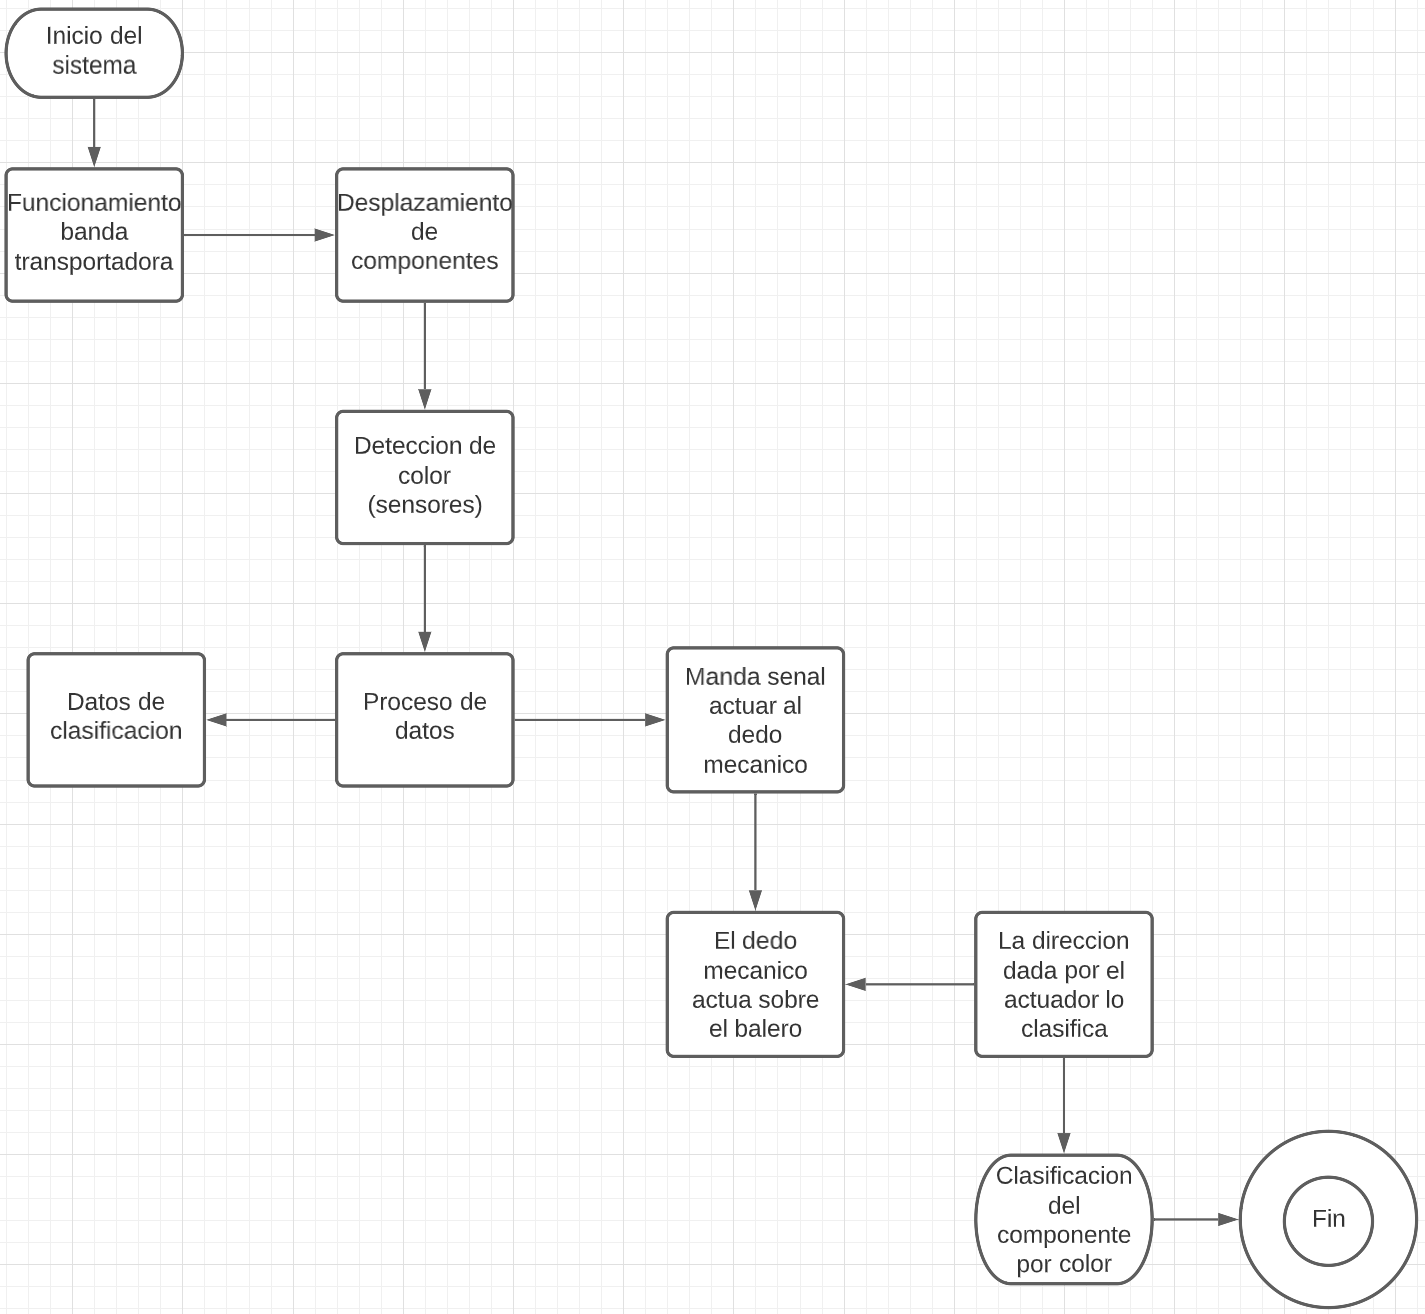 Inicio del
sistema
Funcionamiento
banda
transportadora
Desplazamiento
de
componentes
Deteccion de
color
(sensores)
Datos de
clasificacion
Proceso de
datos
Manda senal
actuar al
dedo
mecanico
El dedo
mecanico
actua sobre
el balero
La direccion
dada por el
actuador lo
clasifica
Clasificacion
del
componente
por color
Fin